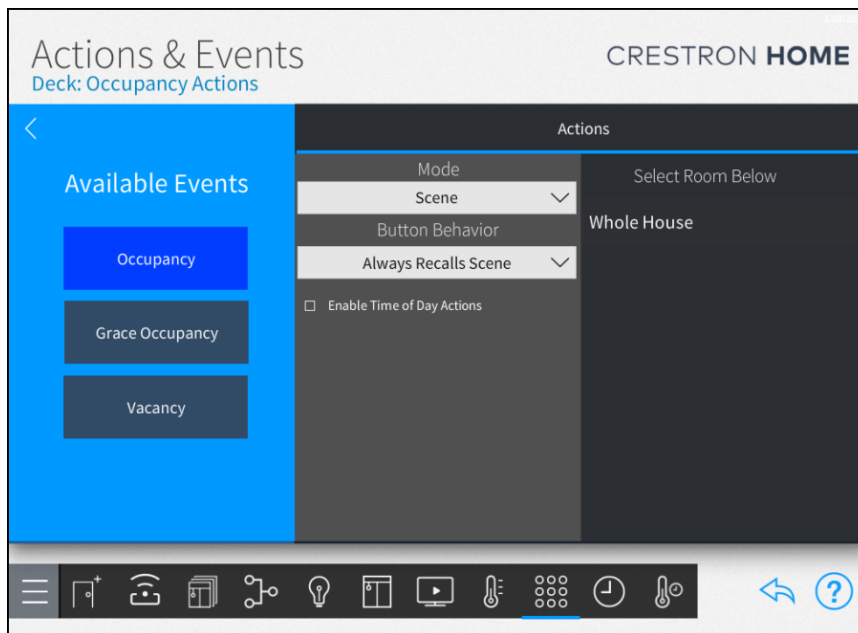 Actions & Events
Deck: Occupancy Actions
CRESTRON HOME
Available Events
Occupancy
Grace Occupancy
Vacancy
Actions
Mode
Scene
Button Behavior
Always Recalls Scene
Enable Time of Day Actions
Select Room Below
Whole House
?